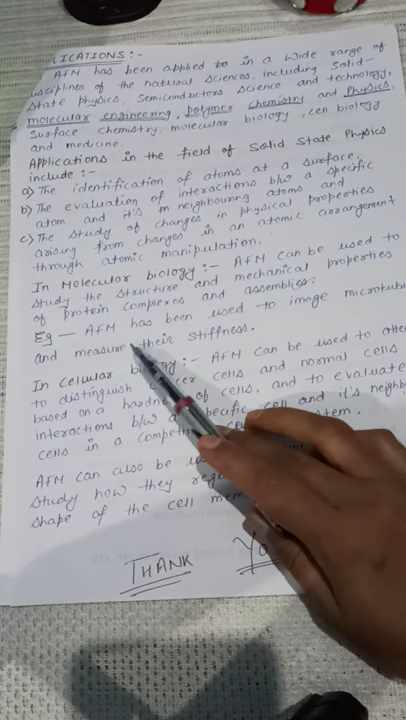 LICATIONS :-
AFM has been applied to in a wide range of
disciplines of the natural sciences, including Solid-
state physics, Semiconductors science and technology,
molecular engineering, polymer chemistry and Physics,
Surface chemistry, molecular biology, cell biology
and medicine.
Applications in the field of Solid State Physics
include :-
a) The identification of atoms at a surface.
b) The evaluation of interactions b/w a specific
atom and it's neighbouring atoms and
c) The study of changes in physical properties
arising from changes in an atomic arrangement
through atomic manipulation.
In Molecular biology :- AFM can be used to
study the structure and mechanical properties
of protein complexes and assemblies.
Eg — AFM has been used to image microtub
and measure their stiffness.
In Cellular :- AFM can be used to
to distinguish cells and normal cells
based on a hardness of cells, and to evaluate
interactions b/w a specific cell and it's neighb
cells in a
AFM can also be
study how they
shape of the cell mem
THANK